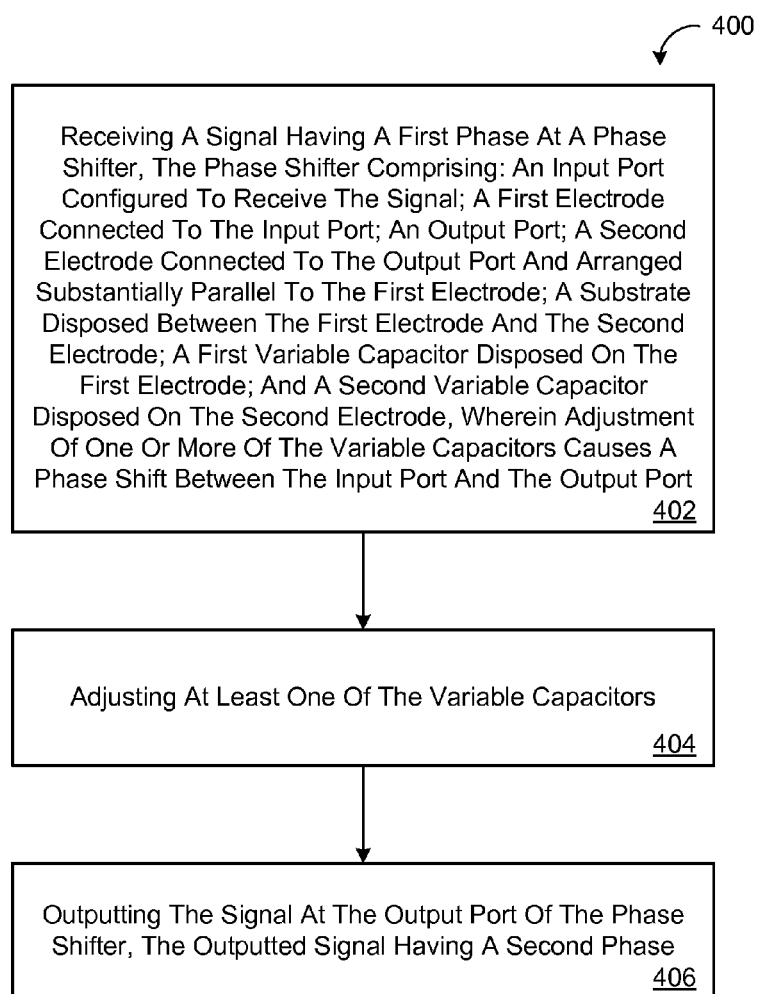 400
Receiving A Signal Having A First Phase At A Phase
Shifter, The Phase Shifter Comprising: An Input Port
Configured To Receive The Signal; A First Electrode
Connected To The Input Port; An Output Port; A Second
Electrode Connected To The Output Port And Arranged
Substantially Parallel To The First Electrode; A Substrate
Disposed Between The First Electrode And The Second
Electrode; A First Variable Capacitor Disposed On The
First Electrode; And A Second Variable Capacitor
Disposed On The Second Electrode, Wherein Adjustment
Of One Or More Of The Variable Capacitors Causes A
Phase Shift Between The Input Port And The Output Port
402
Adjusting At Least One Of The Variable Capacitors
404
Outputting The Signal At The Output Port Of The Phase
Shifter, The Outputted Signal Having A Second Phase
406